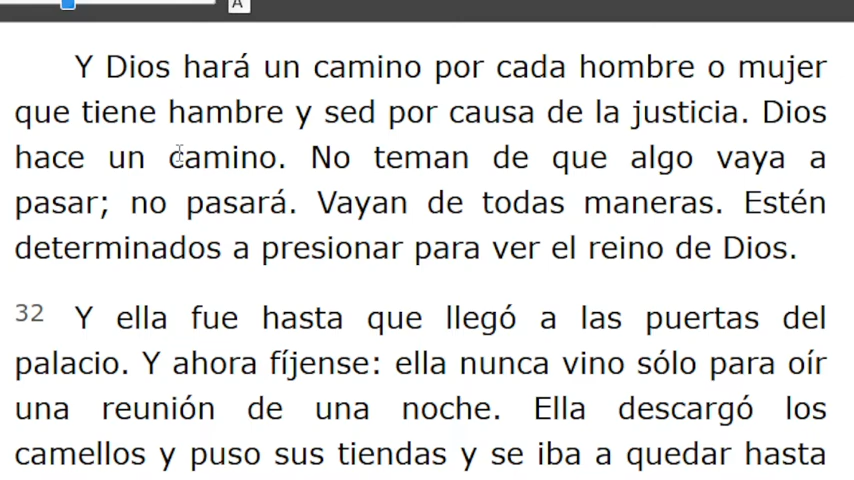 A
Y Dios hará un camino por cada hombre o mujer
que tiene hambre y sed por causa de la justicia. Dios
hace un camino. No teman de que algo vaya a
pasar; no pasará. Vayan de todas maneras. Estén
determinados a presionar para ver el reino de Dios.
32 Y ella fue hasta que llegó a las puertas del
palacio. Y ahora fíjense: ella nunca vino sólo para oír
una reunión de una noche. Ella descargó los
camellos y puso sus tiendas y se iba a quedar hasta